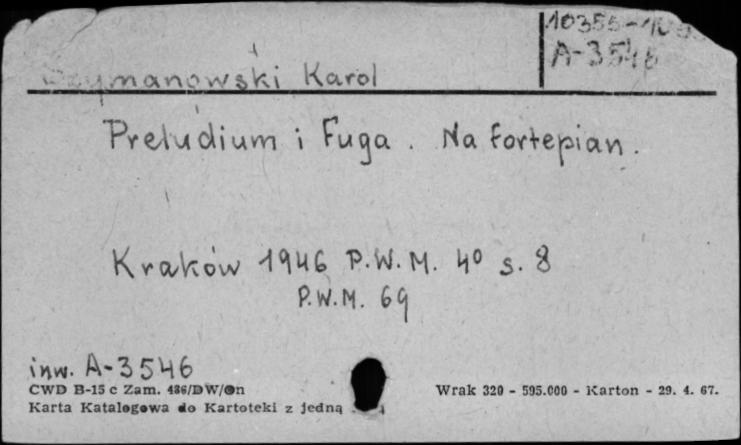 A-3546
Szymanowski Karol
Preludium i Fuga. Na fortepian.
Kraków 1946 P.W.M. 4º s. 8
P.W.M. 69
inw. A-3546
CWD B-15 c Zam. 486/DW/On
Wrak 320 - 595.000 - Karton - 29. 4. 67.
Karta Katalogowa do Kartoteki z jedną